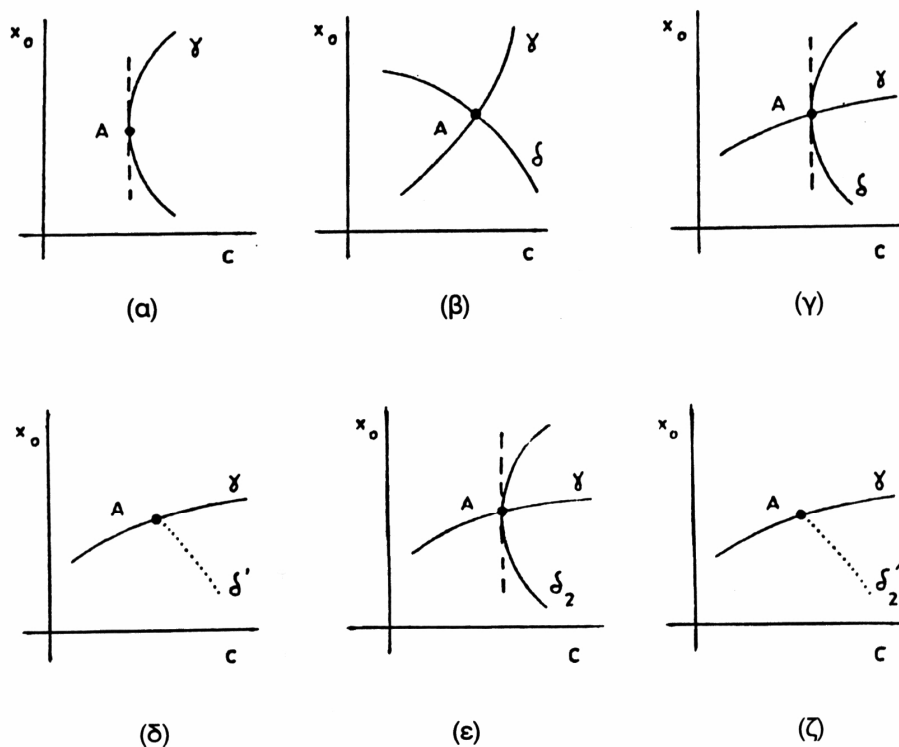 x₀ γ A c
(α)
x₀ γ A δ c
(β)
x₀ γ A δ c
(γ)
x₀ γ A δ' c
(δ)
x₀ γ A δ₂ c
(ε)
x₀ γ A δ₂' c
(ζ)